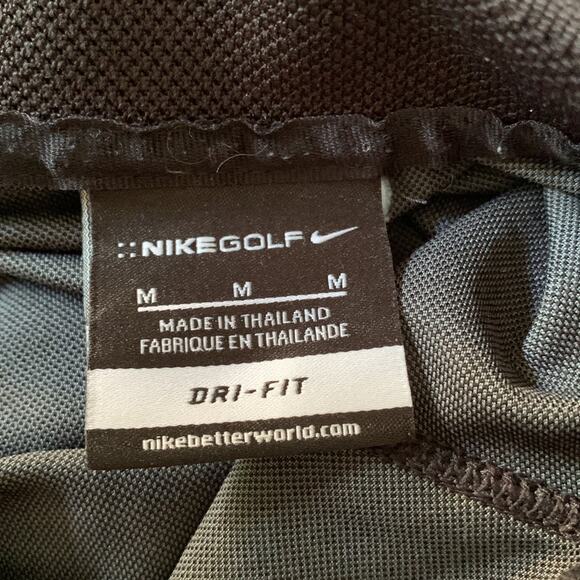 NIKEGOLF
M M M
MADE IN THAILAND
FABRIQUE EN THAILANDE
DRI-FIT
nikebetterworld.com